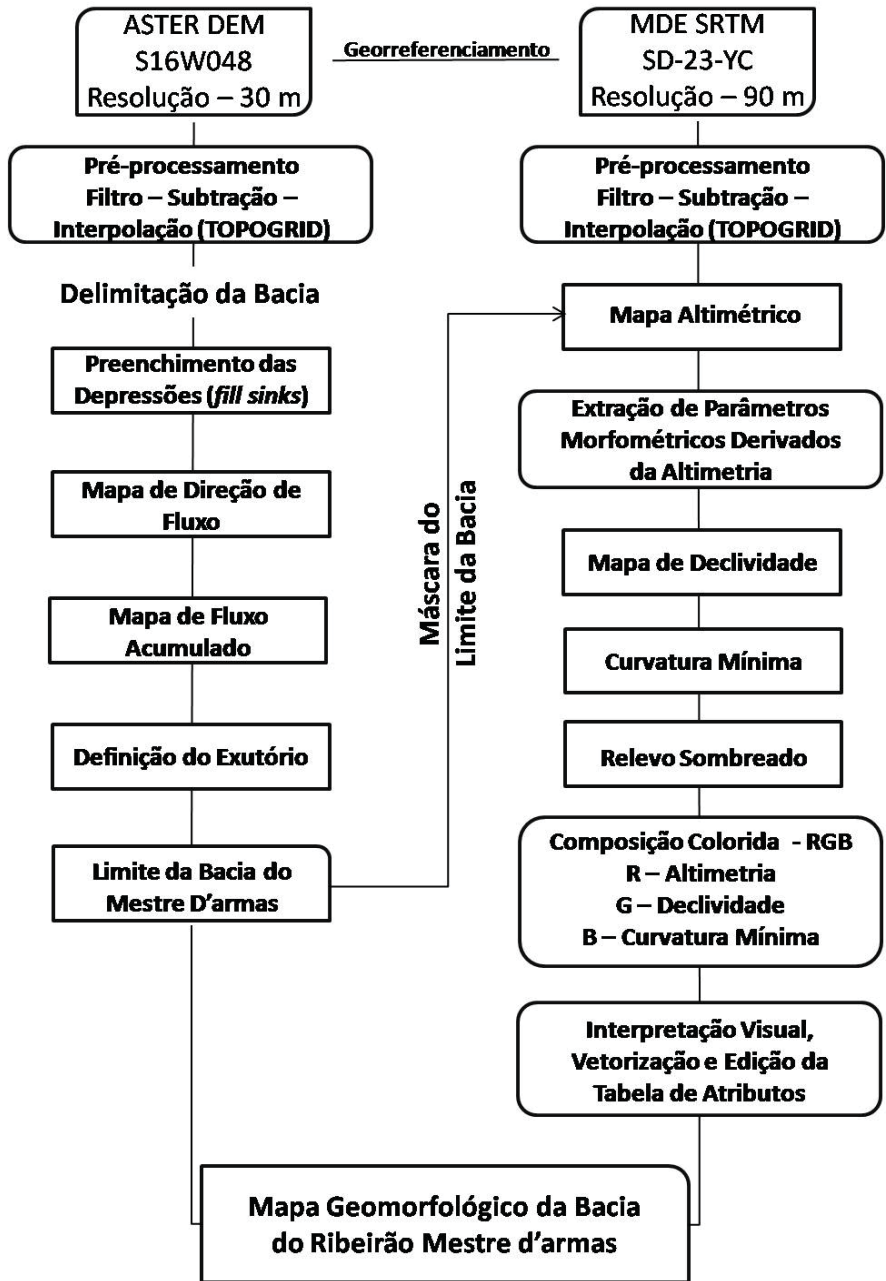 ASTER DEM
S16W048
Resolução – 30 m
Georreferenciamento
MDE SRTM
SD-23-YC
Resolução – 90 m
Pré-processamento
Filtro – Subtração –
Interpolação (TOPOGRID)
Delimitação da Bacia
Preenchimento das
Depressões (fill sinks)
Mapa de Direção de
Fluxo
Mapa de Fluxo
Acumulado
Definição do Exutório
Limite da Bacia do
Mestre D'armas
Máscara do
Limite da Bacia
Pré-processamento
Filtro – Subtração –
Interpolação (TOPOGRID)
Mapa Altimétrico
Extração de Parâmetros
Morfométricos Derivados
da Altimetria
Mapa de Declividade
Curvatura Mínima
Relevo Sombreado
Composição Colorida - RGB
R – Altimetria
G – Declividade
B – Curvatura Mínima
Interpretação Visual,
Vetorização e Edição da
Tabela de Atributos
Mapa Geomorfológico da Bacia
do Ribeirão Mestre d'armas